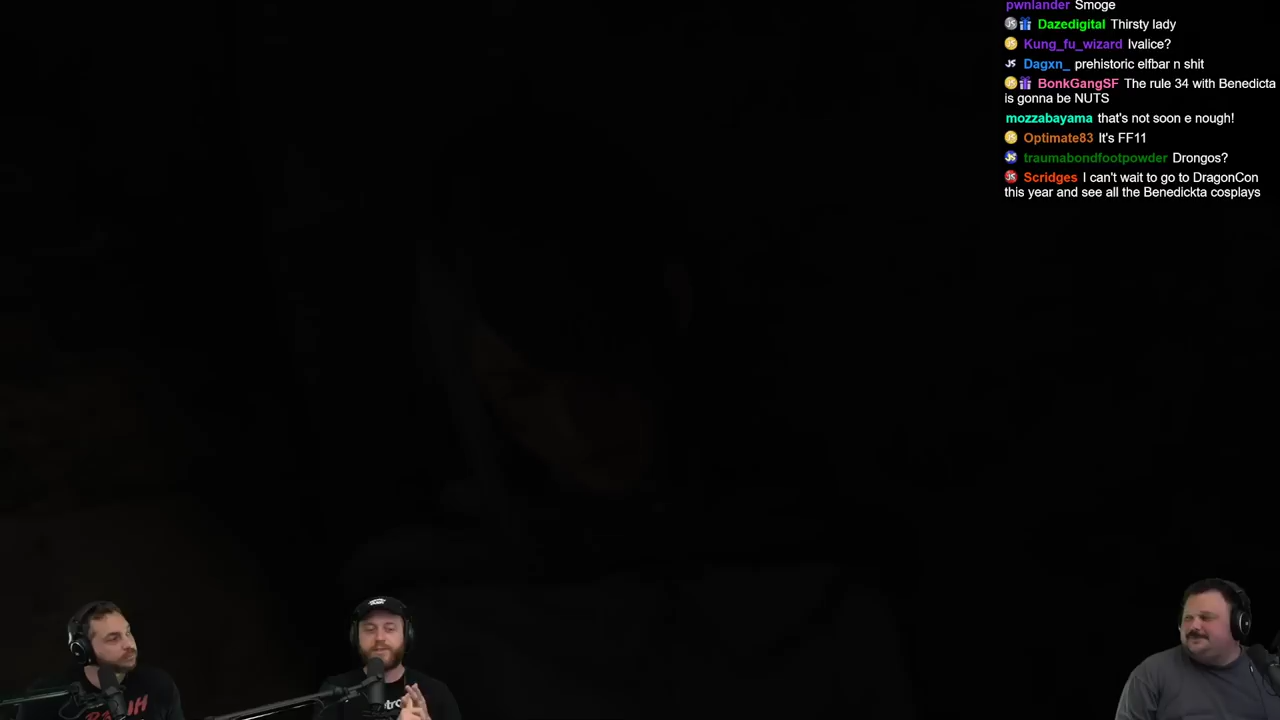 pwnlander Smoge
Dazedigital Thirsty lady
Kung_fu_wizard Ivalice?
Dagxn_ prehistoric elfbar n shit
BonkGangSF The rule 34 with Benedicta
is gonna be NUTS
mozzabayama that's not soon e nough!
Optimate83 It's FF11
traumabondfootpowder Drongos?
Scridges I can't wait to go to DragonCon
this year and see all the Benedickta cosplays